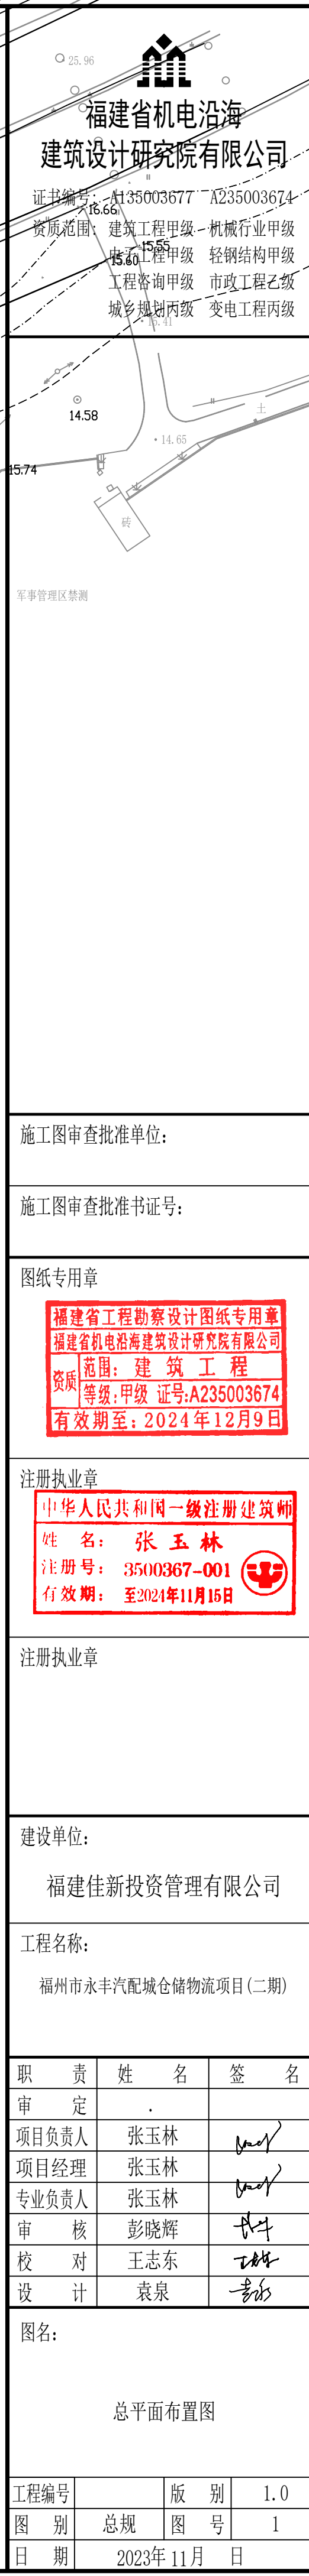 25.96
福建省机电沿海
建筑设计研究院有限公司
证书编号: A135003677 A235003674
16.66
资质范围: 建筑工程甲级 机械行业甲级
15.55
工程甲级 轻钢结构甲级
15.60
工程咨询甲级 市政工程乙级
城乡规划丙级 变电工程丙级
15.41
14.58
土
14.65
15.74
砖
军事管理区禁测
施工图审查批准单位:
施工图审查批准书证号:
图纸专用章
福建省工程勘察设计图纸专用章
福建省机电沿海建筑设计研究院有限公司
资质 范围: 建筑工程
等级:甲级 证号:A235003674
有效期至: 2024年12月9日
注册执业章
中华人民共和国一级注册建筑师
姓 名: 张玉林
注册号: 3500367-001
有效期: 至2024年11月15日
注册执业章
建设单位:
福建佳新投资管理有限公司
工程名称:
福州市永丰汽配城仓储物流项目(二期)
职 责 姓 名 签 名
审 定 .
项目负责人 张玉林
项目经理 张玉林
专业负责人 张玉林
审 核 彭晓辉
校 对 王志东
设 计 袁泉
图名:
总平面布置图
工程编号 版 别 1.0
图 别 总规 图 号 1
日 期 2023年11月 日